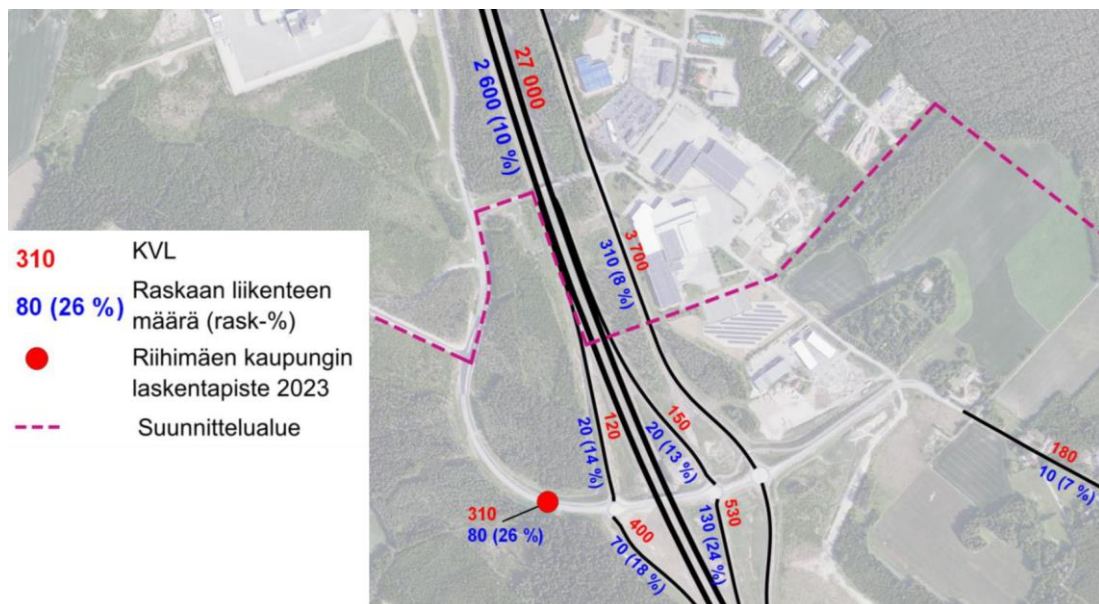 27 000
2 600 (10 %)
3 700
310 (8 %)
310
KVL
80 (26 %)
Raskaan liikenteen
määrä (rask-%)
Riihimäen kaupungin
laskentapiste 2023
Suunnittelualue
120
20 (14 %)
150
20 (13 %)
180
10 (7 %)
310
80 (26 %)
400
70 (18 %)
530
130 (24 %)